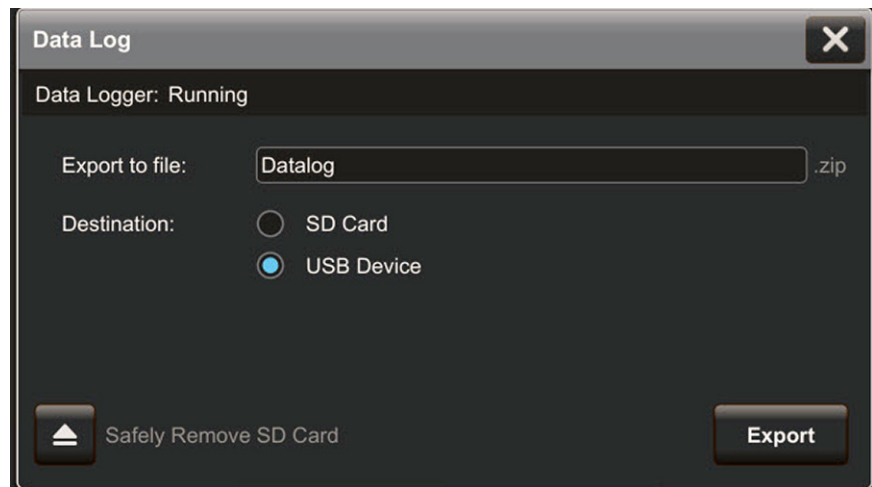 Data Log
Data Logger: Running
Export to file: Datalog .zip
Destination: SD Card
USB Device
Safely Remove SD Card Export